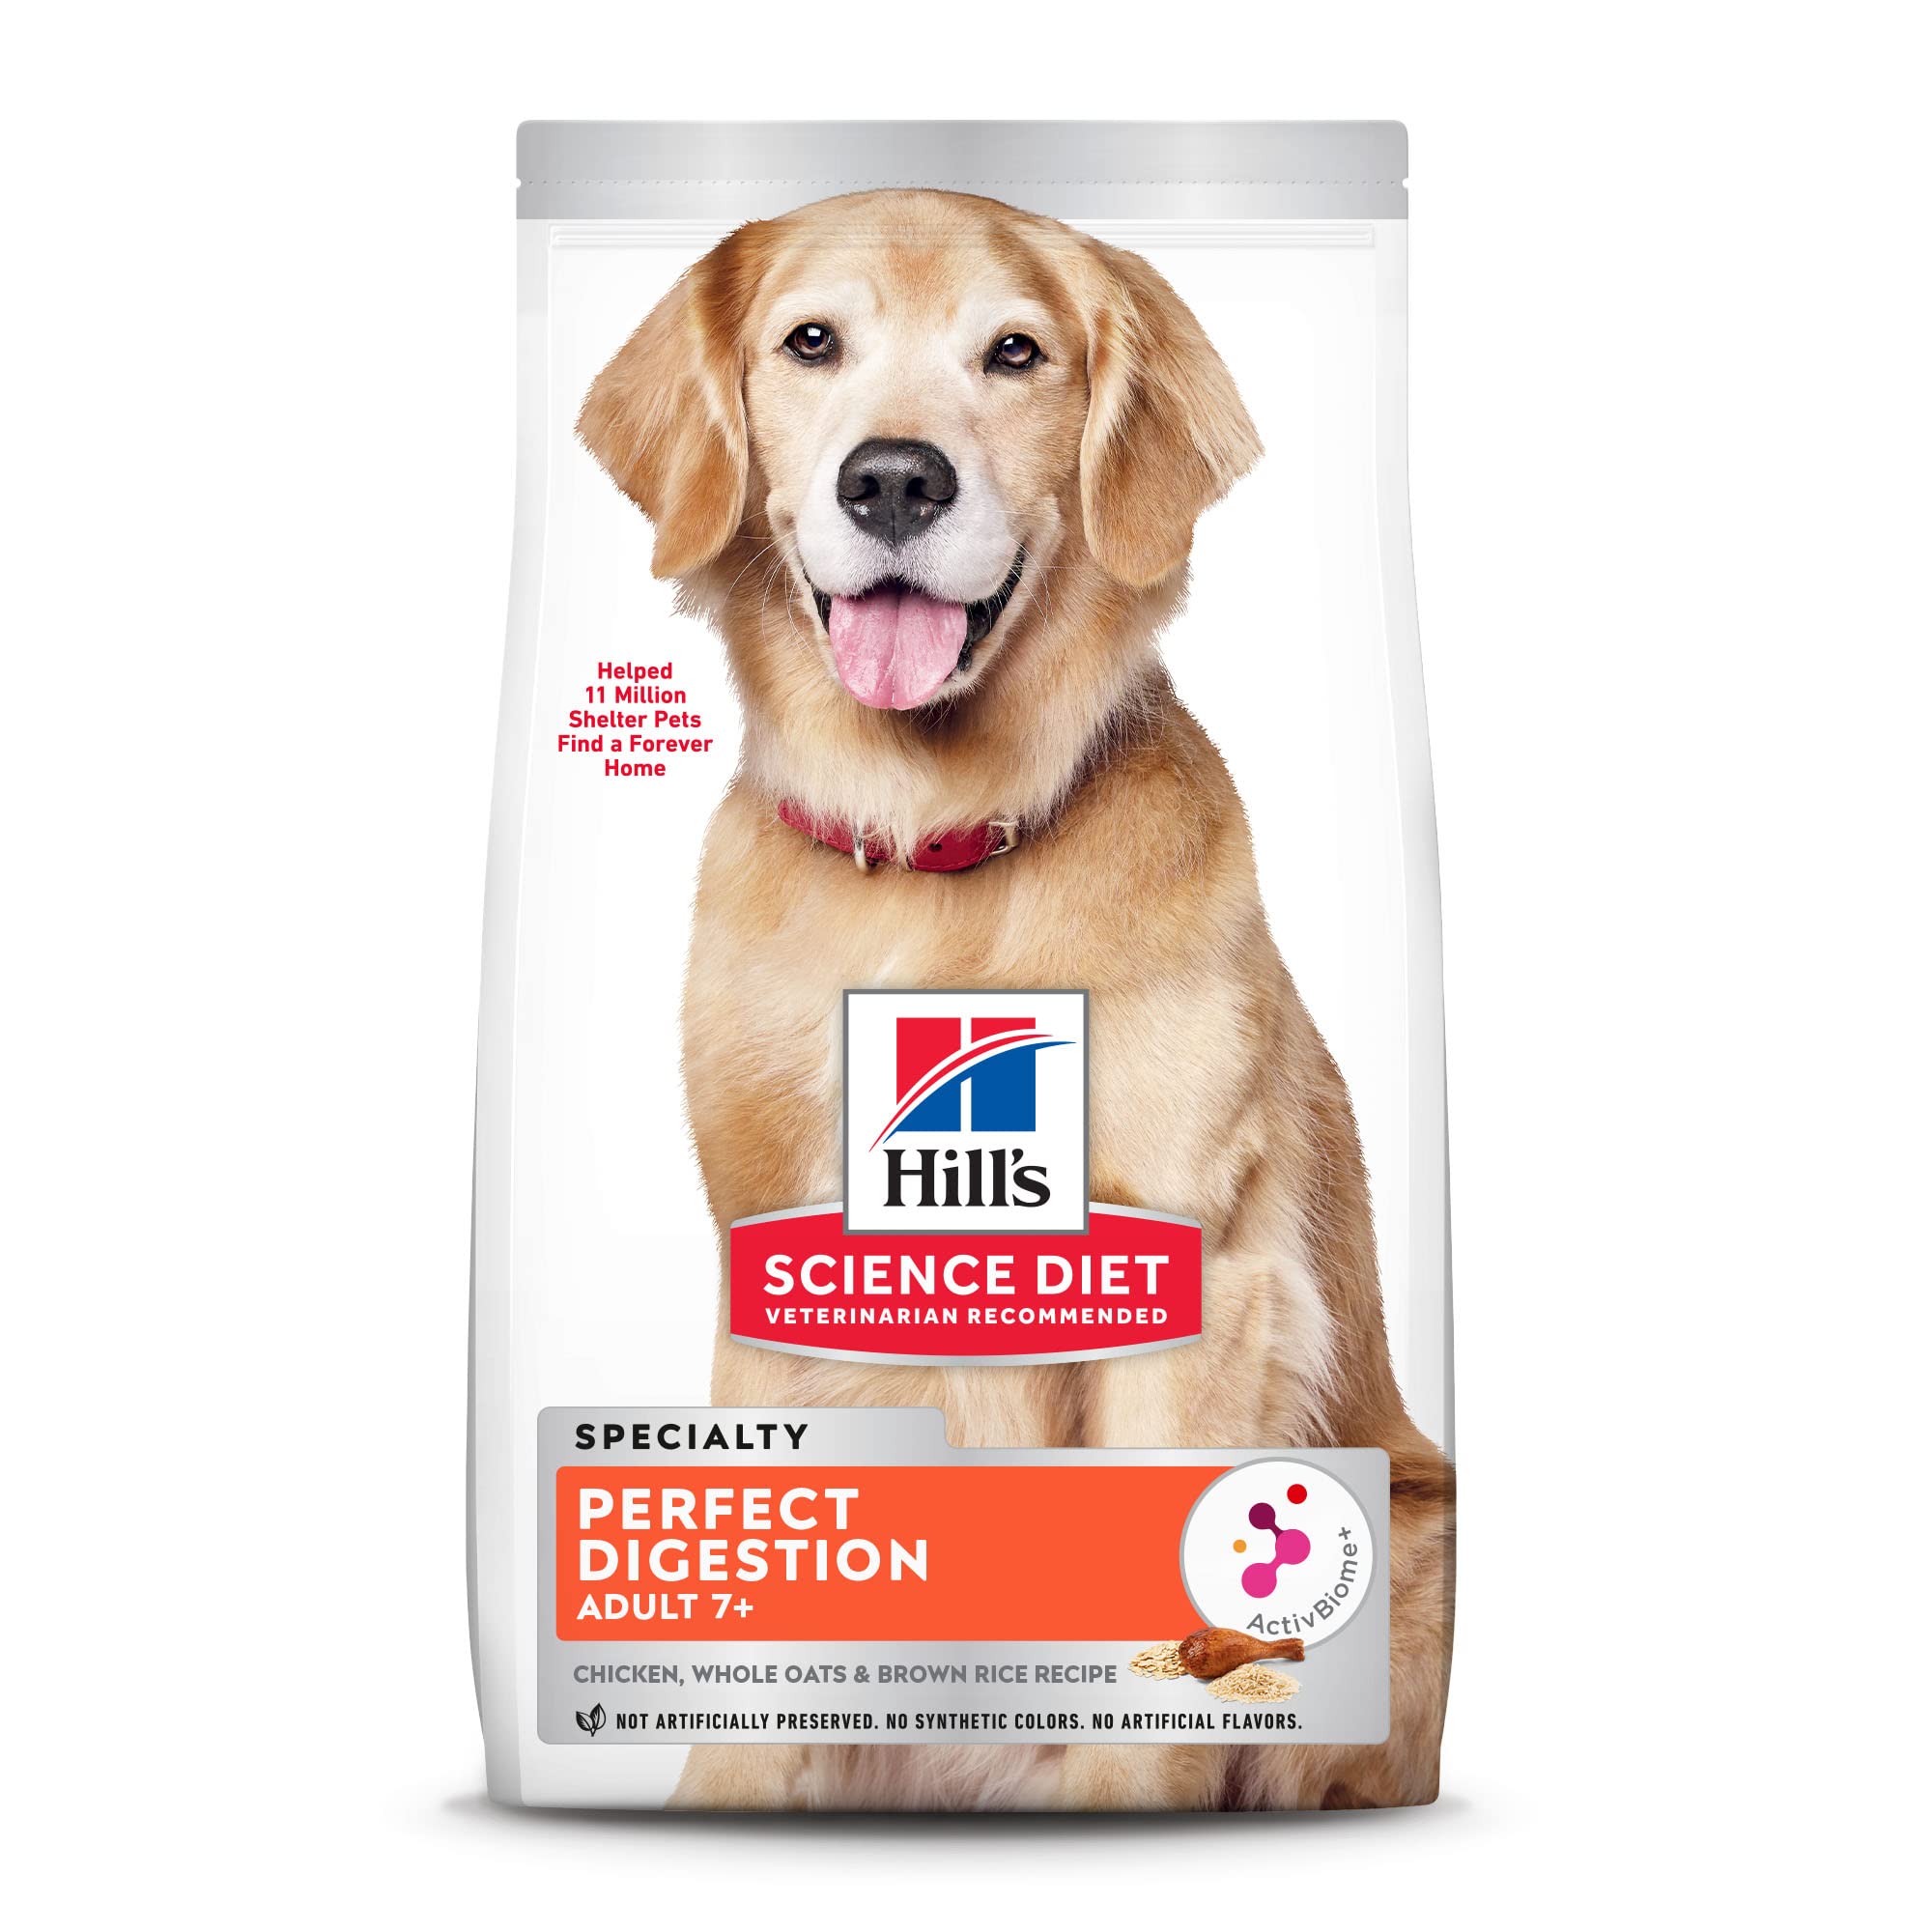 Helped
11 Million
Shelter Pets
Find a Forever
Home
Hill's
SCIENCE DIET
VETERINARIAN RECOMMENDED
SPECIALTY
PERFECT
DIGESTION
ADULT 7+
ActivBiome+
CHICKEN, WHOLE OATS & BROWN RICE RECIPE
NOT ARTIFICIALLY PRESERVED. NO SYNTHETIC COLORS. NO ARTIFICIAL FLAVORS.